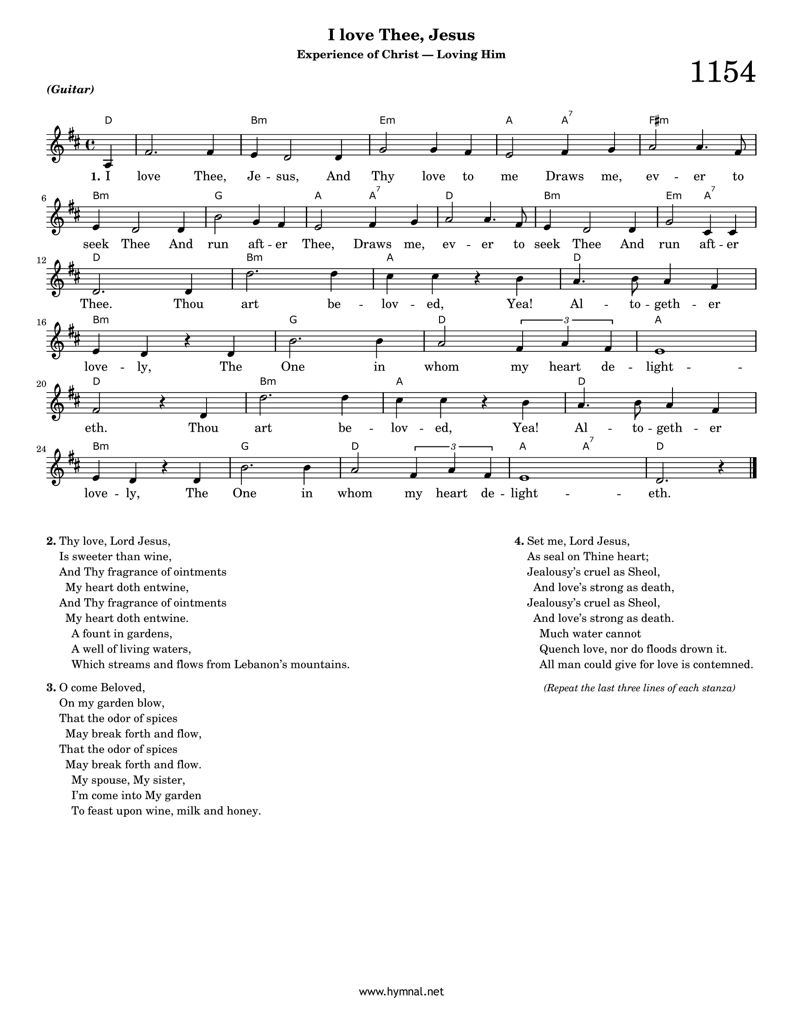 I love Thee, Jesus
Experience of Christ — Loving Him
1154
(Guitar)
D Bm Em A A7 F♯m
1. I love Thee, Je - sus, And Thy love to me Draws me, ev - er to
6 Bm G A A7 D Bm Em A7
seek Thee And run aft - er Thee, Draws me, ev - er to seek Thee And run aft - er
12 D Bm A D
Thee. Thou art be - lov - ed, Yea! Al - to - geth - er
16 Bm G D 3 A
love - ly, The One in whom my heart de - light - -
20 D Bm A D
eth. Thou art be - lov - ed, Yea! Al - to - geth - er
24 Bm G D 3 A A7 D
love - ly, The One in whom my heart de - light - - eth.
2. Thy love, Lord Jesus,
Is sweeter than wine,
And Thy fragrance of ointments
My heart doth entwine,
And Thy fragrance of ointments
My heart doth entwine.
A fount in gardens,
A well of living waters,
Which streams and flows from Lebanon's mountains.
3. O come Beloved,
On my garden blow,
That the odor of spices
May break forth and flow,
That the odor of spices
May break forth and flow.
My spouse, My sister,
I'm come into My garden
To feast upon wine, milk and honey.
4. Set me, Lord Jesus,
As seal on Thine heart;
Jealousy's cruel as Sheol,
And love's strong as death,
Jealousy's cruel as Sheol,
And love's strong as death.
Much water cannot
Quench love, nor do floods drown it.
All man could give for love is contemned.
(Repeat the last three lines of each stanza)
www.hymnal.net